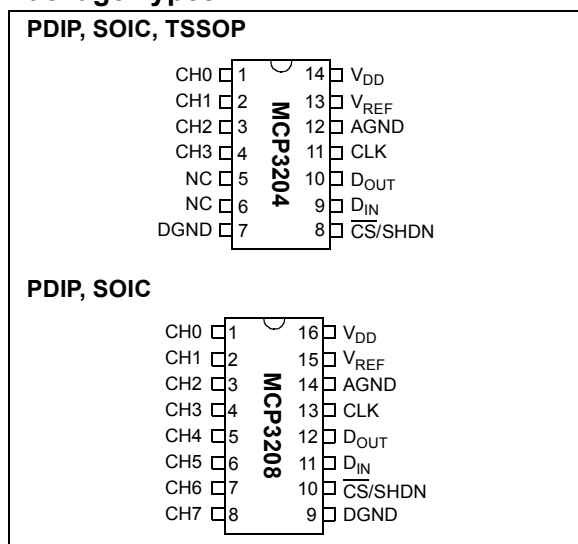 PDIP, SOIC, TSSOP
CH0 1 14 VDD
CH1 2 13 VREF
CH2 3 12 AGND
CH3 4 11 CLK
NC 5 10 DOUT
NC 6 9 DIN
DGND 7 8 CS/SHDN
MCP3204
PDIP, SOIC
CH0 1 16 VDD
CH1 2 15 VREF
CH2 3 14 AGND
CH3 4 13 CLK
CH4 5 12 DOUT
CH5 6 11 DIN
CH6 7 10 CS/SHDN
CH7 8 9 DGND
MCP3208